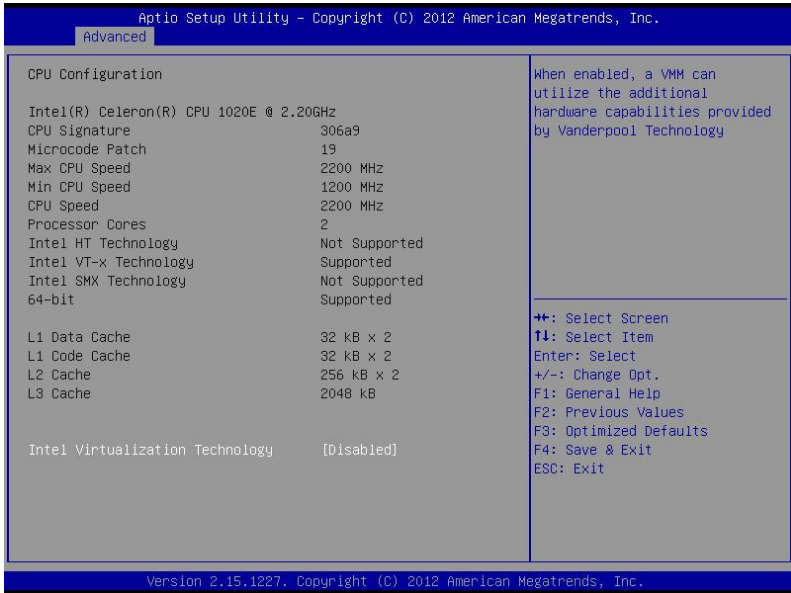 Aptio Setup Utility – Copyright (C) 2012 American Megatrends, Inc.
Advanced
CPU Configuration
Intel(R) Celeron(R) CPU 1020E @ 2.20GHz
CPU Signature 306a9
Microcode Patch 19
Max CPU Speed 2200 MHz
Min CPU Speed 1200 MHz
CPU Speed 2200 MHz
Processor Cores 2
Intel HT Technology Not Supported
Intel VT-x Technology Supported
Intel SMX Technology Not Supported
64-bit Supported
L1 Data Cache 32 kB x 2
L1 Code Cache 32 kB x 2
L2 Cache 256 kB x 2
L3 Cache 2048 kB
Intel Virtualization Technology [Disabled]
When enabled, a VMM can
utilize the additional
hardware capabilities provided
by Vanderpool Technology
→←: Select Screen
↑↓: Select Item
Enter: Select
+/-: Change Opt.
F1: General Help
F2: Previous Values
F3: Optimized Defaults
F4: Save & Exit
ESC: Exit
Version 2.15.1227. Copyright (C) 2012 American Megatrends, Inc.